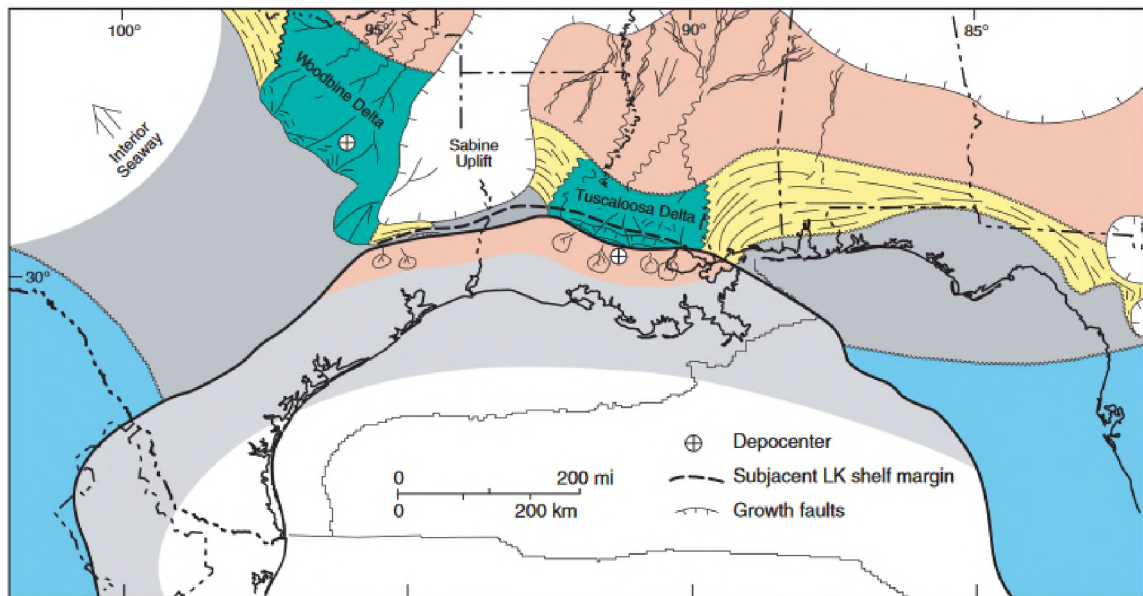 100°
95°
90°
85°
Woodbine Delta
Interior
Seaway
Sabine
Uplift
Tuscaloosa Delta
30°
Depocenter
0 200 mi
Subjacent LK shelf margin
0 200 km
Growth faults